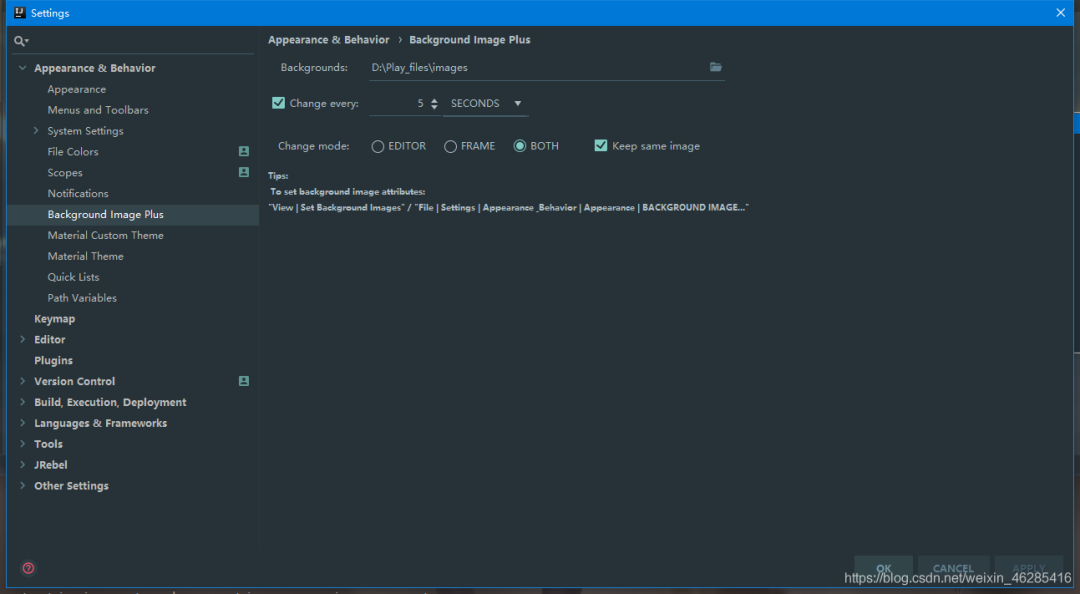 Settings
Appearance & Behavior › Background Image Plus
Appearance & Behavior
Appearance
Menus and Toolbars
System Settings
File Colors
Scopes
Notifications
Background Image Plus
Material Custom Theme
Material Theme
Quick Lists
Path Variables
Keymap
Editor
Plugins
Version Control
Build, Execution, Deployment
Languages & Frameworks
Tools
JRebel
Other Settings
Backgrounds: D:\Play_files\images
Change every: 5 SECONDS
Change mode: EDITOR FRAME BOTH Keep same image
Tips:
To set background image attributes:
"View | Set Background Images" / "File | Settings | Appearance _Behavior | Appearance | BACKGROUND IMAGE..."
OK CANCEL APPLY
https://blog.csdn.net/weixin_46285416